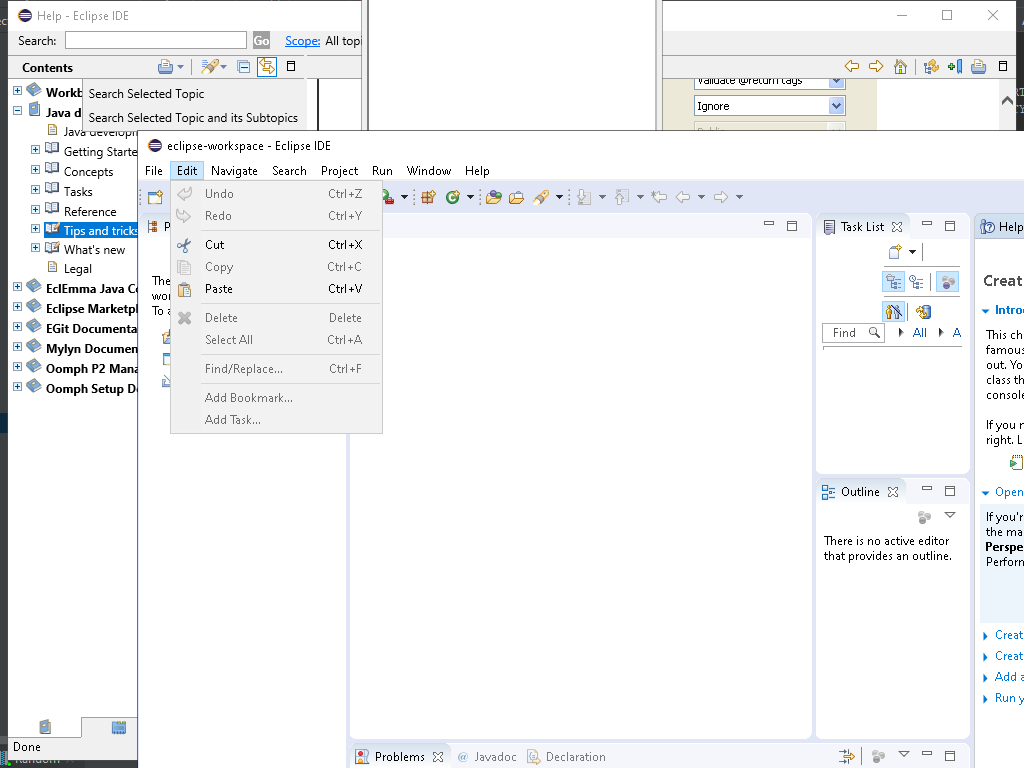 Help - Eclipse IDE
Search:
Go
Scope:
All topi
Contents
Search Selected Topic
Search Selected Topic and its Subtopics
Validate @return tags
Ignore
Workb
Java d
Java developm
Getting Starte
Concepts
Tasks
Reference
Tips and tricks
What's new
Legal
EclEmma Java Co
Eclipse Marketpl
EGit Documenta
Mylyn Documen
Oomph P2 Mana
Oomph Setup Do
Done
eclipse-workspace - Eclipse IDE
File Edit Navigate Search Project Run Window Help
Undo Ctrl+Z
Redo Ctrl+Y
Cut Ctrl+X
Copy Ctrl+C
Paste Ctrl+V
Delete Delete
Select All Ctrl+A
Find/Replace... Ctrl+F
Add Bookmark...
Add Task...
P
The
wor
To a
Task List
Find
All
A
Outline
There is no active editor
that provides an outline.
Help
Creat
Intro
This ch
famous
out. Yo
class th
console
If you n
right. L
Open
If you'r
the ma
Perspe
Perforn
Creat
Creat
Add a
Run y
Problems
@ Javadoc
Declaration